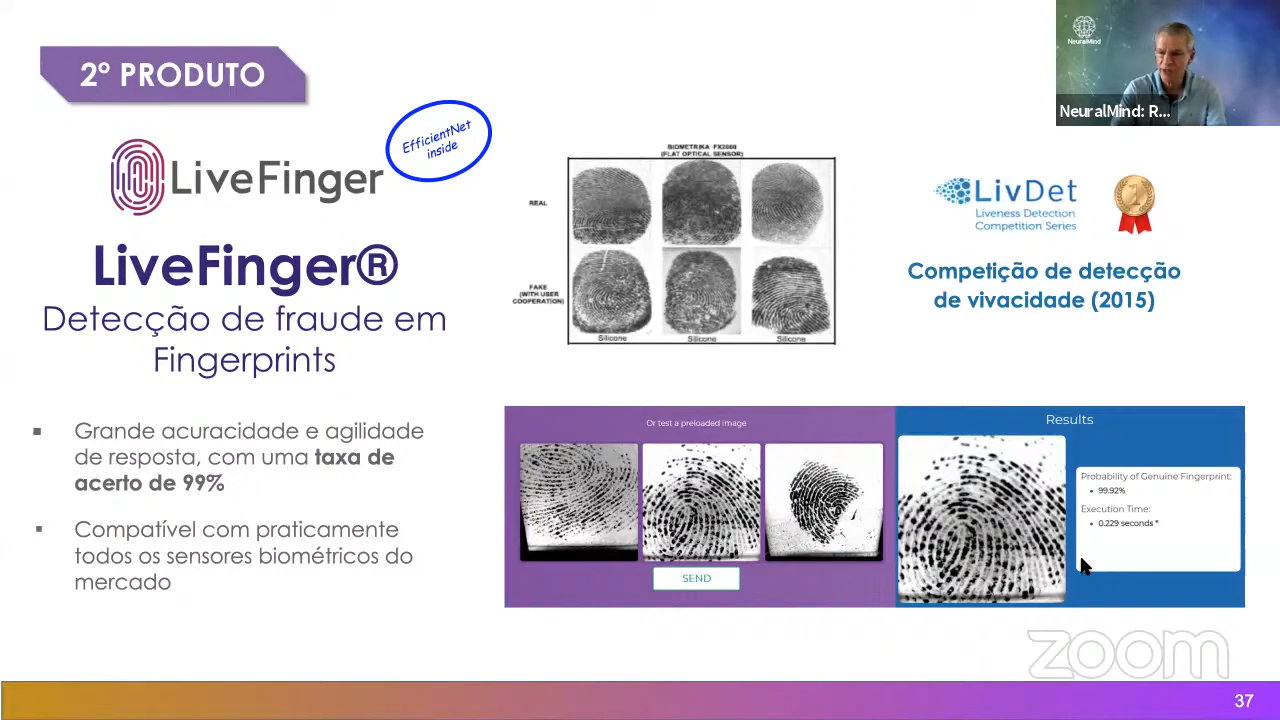 2º PRODUTO
NeuralMind
NeuralMind: R...
EfficientNet
inside
LiveFinger
LiveFinger®
Detecção de fraude em
Fingerprints
▪ Grande acuracidade e agilidade
de resposta, com uma taxa de
acerto de 99%
▪ Compatível com praticamente
todos os sensores biométricos do
mercado
BIOMETRIKA FX2000
(FLAT OPTICAL SENSOR)
REAL
FAKE
(WITH USER
COOPERATION)
Silicone Silicone Silicone
LivDet
Liveness Detection
Competition Series
1
Competição de detecção
de vivacidade (2015)
Or test a preloaded image
SEND
Results
Probability of Genuine Fingerprint:
• 99.92%
Execution Time:
• 0.229 seconds *
zoom
37